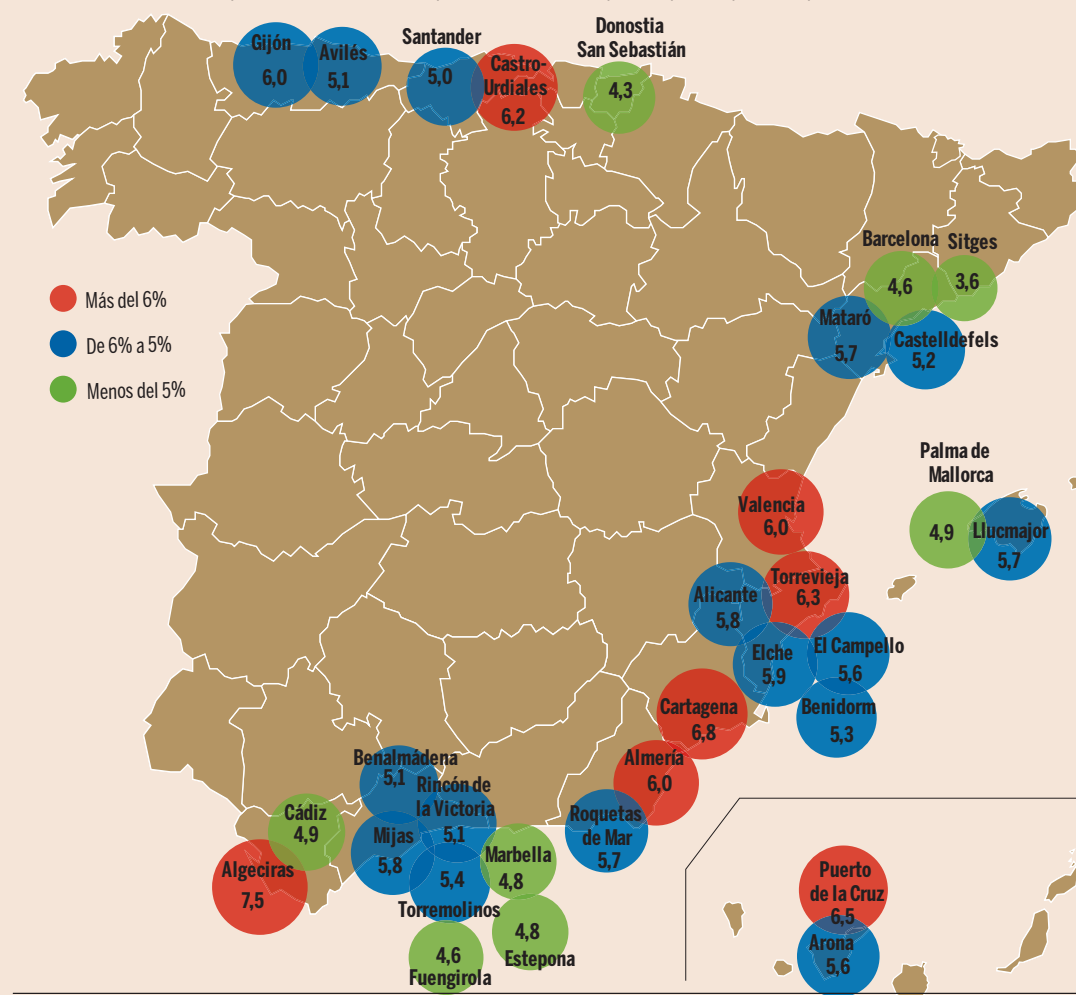 Gijón
6,0
Avilés
5,1
Santander
5,0
Castro-
Urdiales
6,2
Donostia
San Sebastián
4,3
Más del 6%
De 6% a 5%
Menos del 5%
Barcelona
4,6
Sitges
3,6
Mataró
5,7
Castelldefels
5,2
Palma de
Mallorca
4,9
Llucmajor
5,7
Valencia
6,0
Torrevieja
6,3
Alicante
5,8
Elche
5,9
El Campello
5,6
Benidorm
5,3
Cartagena
6,8
Almería
6,0
Roquetas
de Mar
5,7
Benalmádena
5,1
Rincón de
la Victoria
5,1
Cádiz
4,9
Mijas
5,8
Algeciras
7,5
5,4
Torremolinos
Marbella
4,8
4,8
Estepona
4,6
Fuengirola
Puerto
de la Cruz
6,5
Arona
5,6